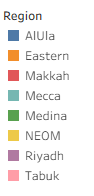 Region
AlUla
Eastern
Makkah
Mecca
Medina
NEOM
Riyadh
Tabuk